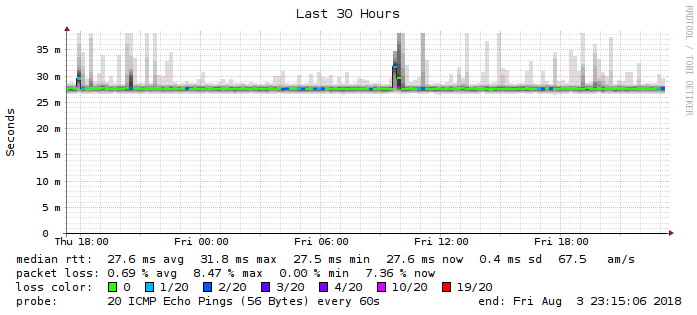 Last 30 Hours
RRDTOOL / TOBI OETIKER
Seconds
35 m
30 m
25 m
20 m
15 m
10 m
5 m
0
Thu 18:00 Fri 00:00 Fri 06:00 Fri 12:00 Fri 18:00
median rtt: 27.6 ms avg 31.8 ms max 27.5 ms min 27.6 ms now 0.4 ms sd 67.5 am/s
packet loss: 0.69 % avg 8.47 % max 0.00 % min 7.36 % now
loss color: 0 1/20 2/20 3/20 4/20 10/20 19/20
probe: 20 ICMP Echo Pings (56 Bytes) every 60s end: Fri Aug 3 23:15:06 2018